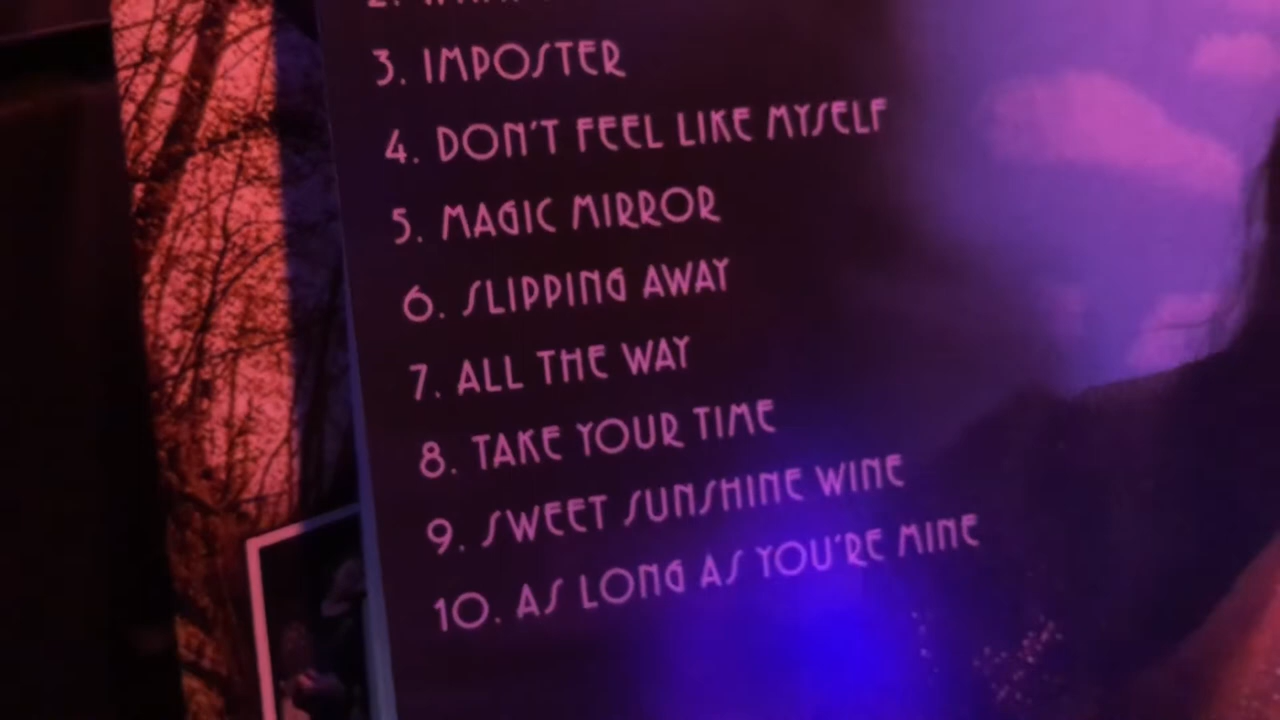 3. IMPOSTER
4. DON'T FEEL LIKE MYSELF
5. MAGIC MIRROR
6. SLIPPING AWAY
7. ALL THE WAY
8. TAKE YOUR TIME
9. SWEET SUNSHINE WINE
10. AS LONG AS YOU'RE MINE